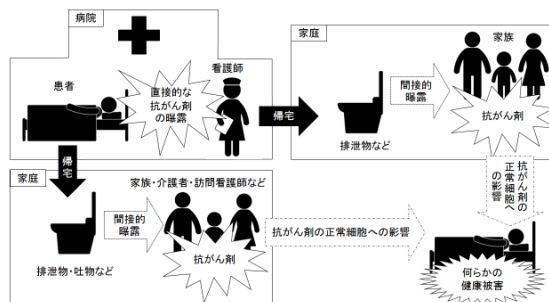 病院
患者
直接的な
抗がん剤
の曝露
看護師
帰宅
家庭
家族
間接的
曝露
抗がん剤
排泄物など
抗がん剤の
正常細胞へ
の影響
帰宅
家庭
家族・介護者・訪問看護師など
間接的
曝露
抗がん剤
排泄物・吐物など
抗がん剤の正常細胞への影響
何らかの
健康被害